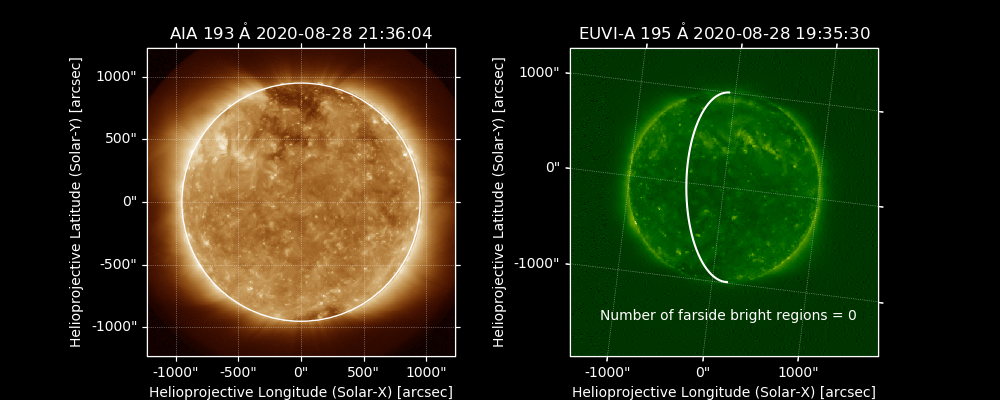 AIA 193 Å 2020-08-28 21:36:04
EUVI-A 195 Å 2020-08-28 19:35:30
Helioprojective Latitude (Solar-Y) [arcsec]
1000"
500"
0"
-500"
-1000"
-1000"
-500"
0"
500"
1000"
Helioprojective Longitude (Solar-X) [arcsec]
Helioprojective Latitude (Solar-Y) [arcsec]
1000"
0"
-1000"
Number of farside bright regions = 0
-1000"
0"
1000"
Helioprojective Longitude (Solar-X) [arcsec]